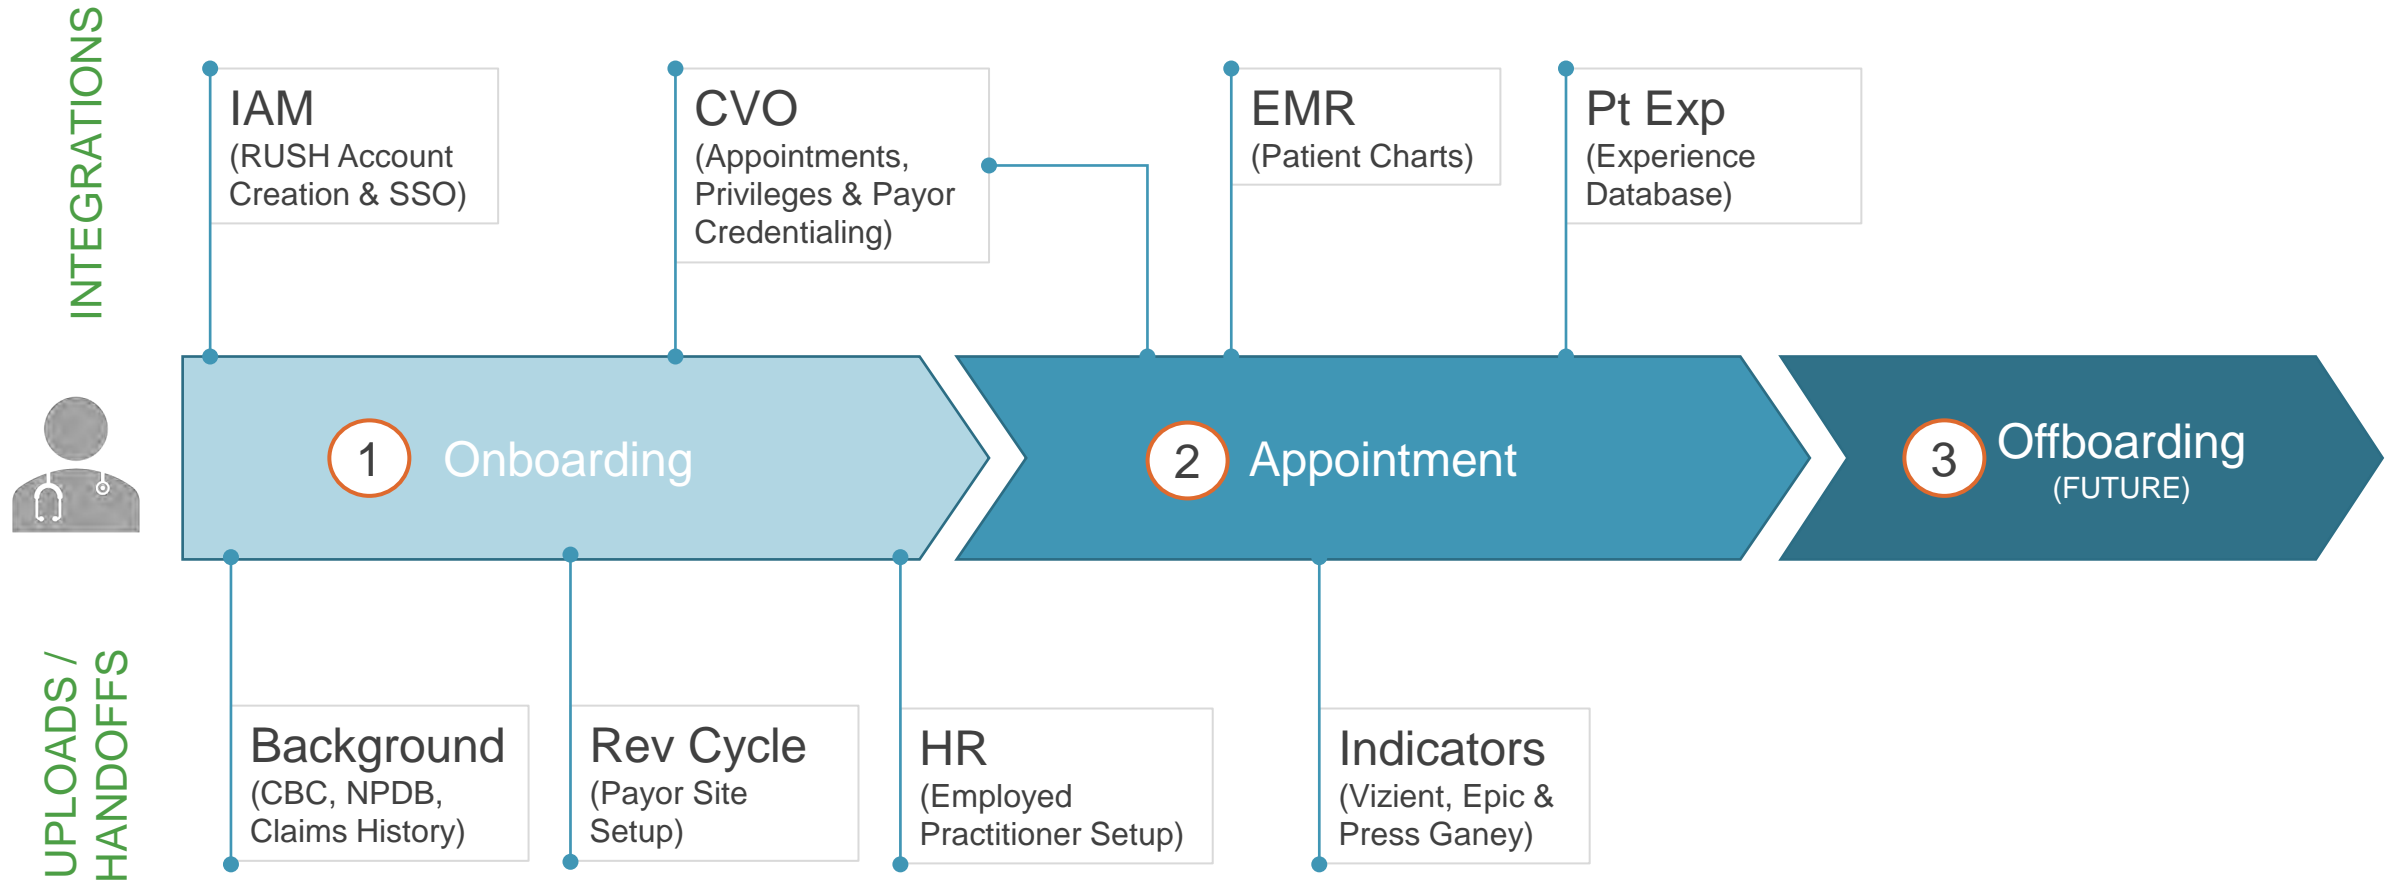 INTEGRATIONS
IAM
(RUSH Account
Creation & SSO)
CVO
(Appointments,
Privileges & Payor
Credentialing)
EMR
(Patient Charts)
Pt Exp
(Experience
Database)
1
Onboarding
2
Appointment
3
Offboarding
(FUTURE)
UPLOADS /
HANDOFFS
Background
(CBC, NPDB,
Claims History)
Rev Cycle
(Payor Site
Setup)
HR
(Employed
Practitioner Setup)
Indicators
(Vizient, Epic &
Press Ganey)